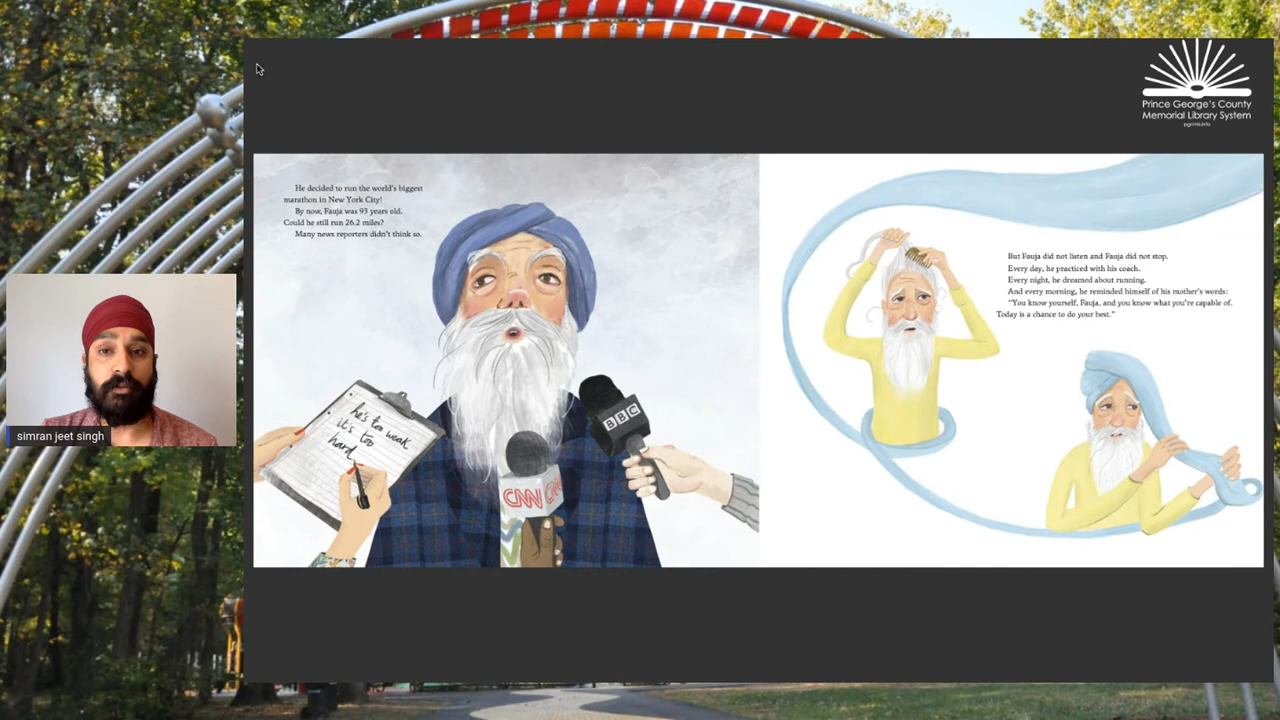 Prince George's County
Memorial Library System
pgcmls.info
He decided to run the world's biggest
marathon in New York City!
By now, Fauja was 93 years old.
Could he still run 26.2 miles?
Many news reporters didn't think so.
he's too weak
it's too
hard
BBC
CNN
CNN
But Fauja did not listen and Fauja did not stop.
Every day, he practiced with his coach.
Every night, he dreamed about running.
And every morning, he reminded himself of his mother's words:
"You know yourself, Fauja, and you know what you're capable of.
Today is a chance to do your best."
simran jeet singh